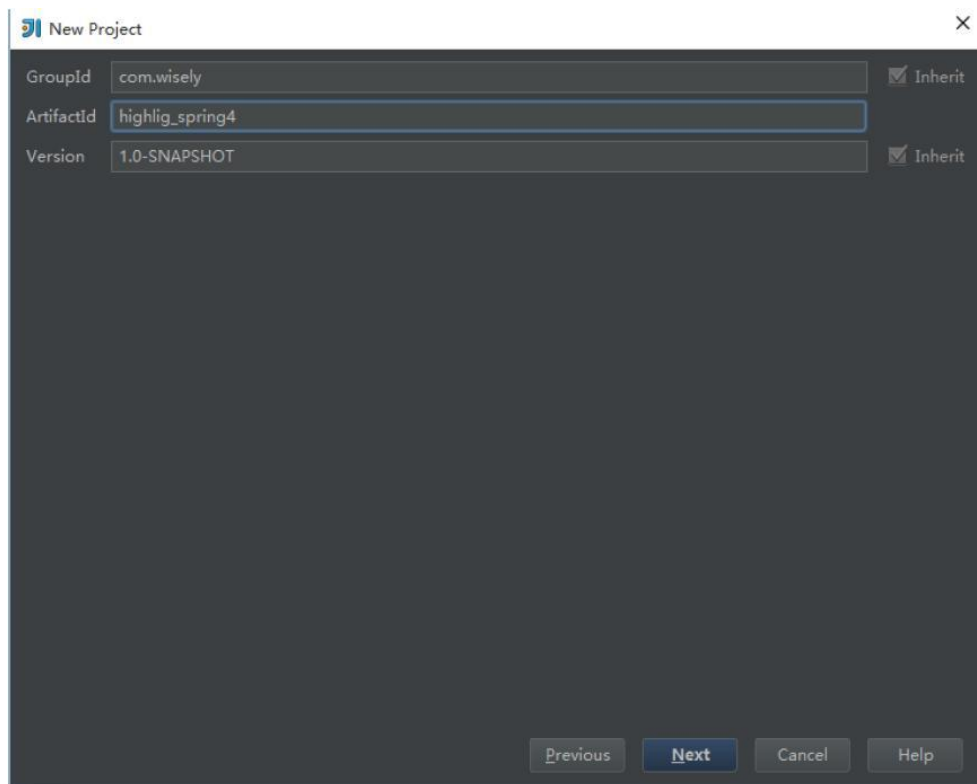 New Project
GroupId com.wisely Inherit
ArtifactId highlig_spring4
Version 1.0-SNAPSHOT Inherit
Previous Next Cancel Help